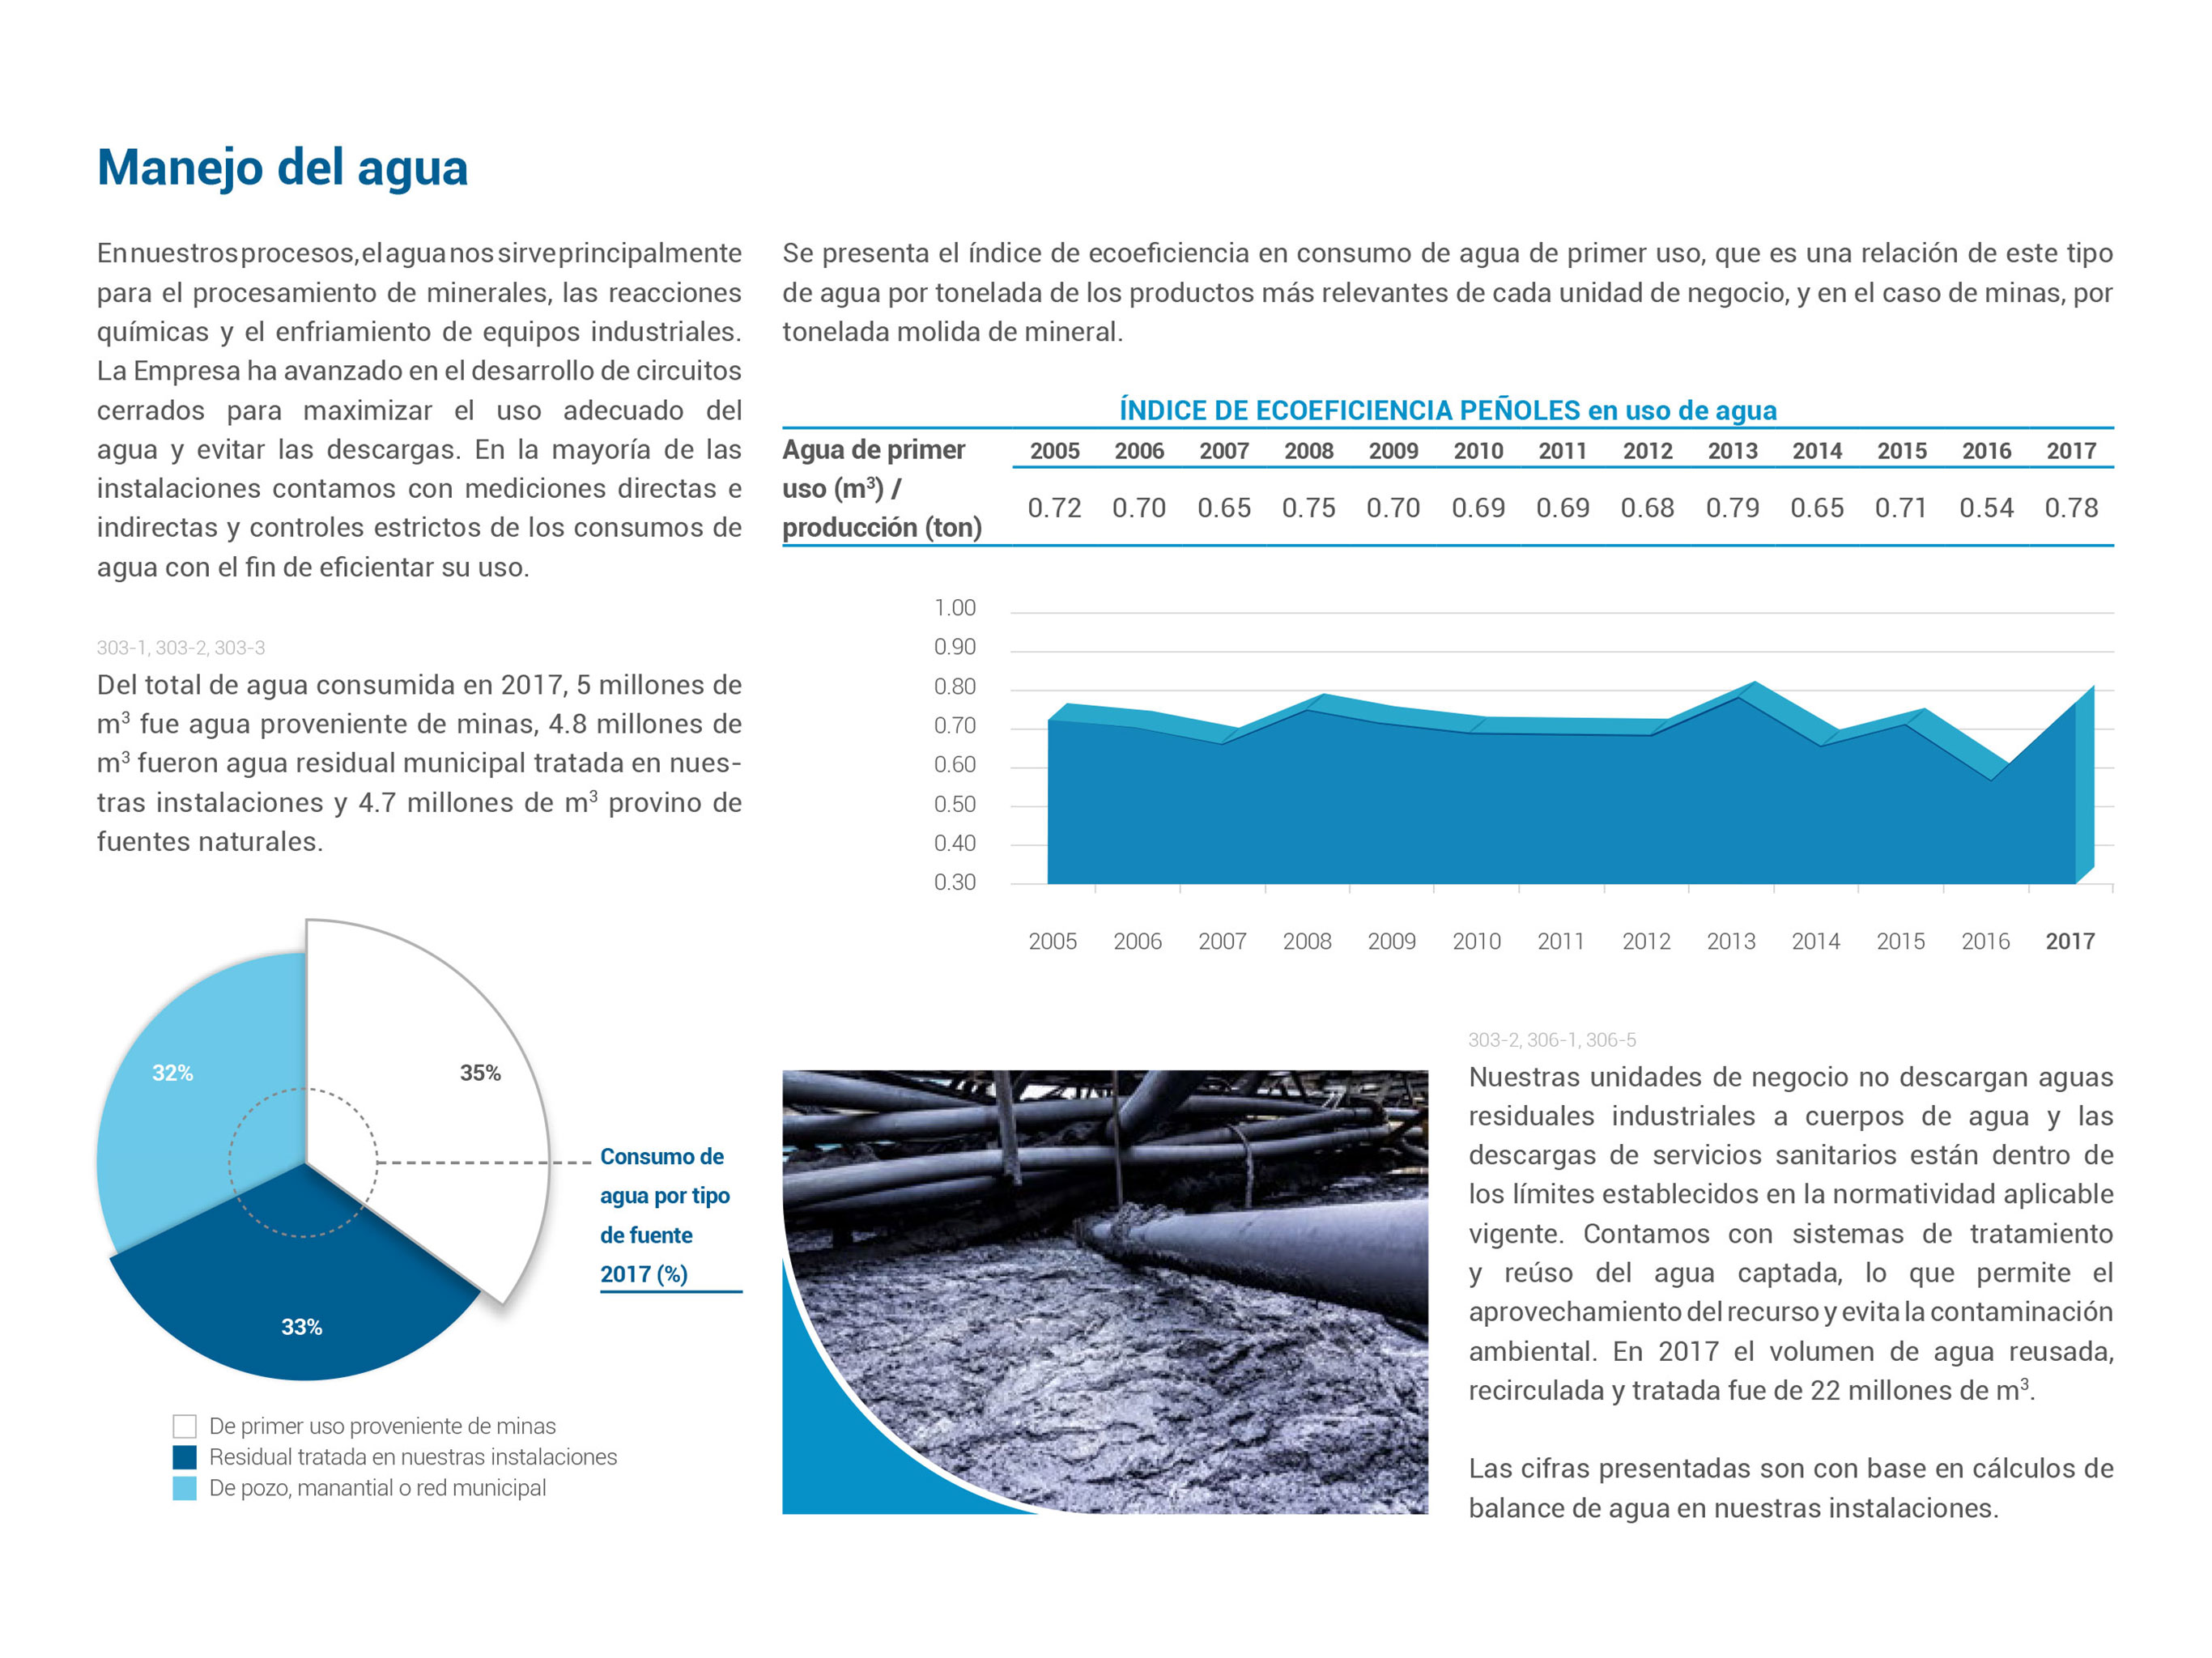 Manejo del agua
En nuestros procesos, el agua nos sirve principalmente
para el procesamiento de minerales, las reacciones
químicas y el enfriamiento de equipos industriales.
La Empresa ha avanzado en el desarrollo de circuitos
cerrados para maximizar el uso adecuado del
agua y evitar las descargas. En la mayoría de las
instalaciones contamos con mediciones directas e
indirectas y controles estrictos de los consumos de
agua con el fin de eficientar su uso.
303-1, 303-2, 303-3
Del total de agua consumida en 2017, 5 millones de
m³ fue agua proveniente de minas, 4.8 millones de
m³ fueron agua residual municipal tratada en nues-
tras instalaciones y 4.7 millones de m³ provino de
fuentes naturales.
32%
35%
33%
Consumo de
agua por tipo
de fuente
2017 (%)
De primer uso proveniente de minas
Residual tratada en nuestras instalaciones
De pozo, manantial o red municipal
Se presenta el índice de ecoeficiencia en consumo de agua de primer uso, que es una relación de este tipo
de agua por tonelada de los productos más relevantes de cada unidad de negocio, y en el caso de minas, por
tonelada molida de mineral.
ÍNDICE DE ECOEFICIENCIA PEÑOLES en uso de agua
Agua de primer
uso (m³) /
producción (ton)
2005 2006 2007 2008 2009 2010 2011 2012 2013 2014 2015 2016 2017
0.72 0.70 0.65 0.75 0.70 0.69 0.69 0.68 0.79 0.65 0.71 0.54 0.78
1.00
0.90
0.80
0.70
0.60
0.50
0.40
0.30
2005 2006 2007 2008 2009 2010 2011 2012 2013 2014 2015 2016 2017
303-2, 306-1, 306-5
Nuestras unidades de negocio no descargan aguas
residuales industriales a cuerpos de agua y las
descargas de servicios sanitarios están dentro de
los límites establecidos en la normatividad aplicable
vigente. Contamos con sistemas de tratamiento
y reúso del agua captada, lo que permite el
aprovechamiento del recurso y evita la contaminación
ambiental. En 2017 el volumen de agua reusada,
recirculada y tratada fue de 22 millones de m³.
Las cifras presentadas son con base en cálculos de
balance de agua en nuestras instalaciones.